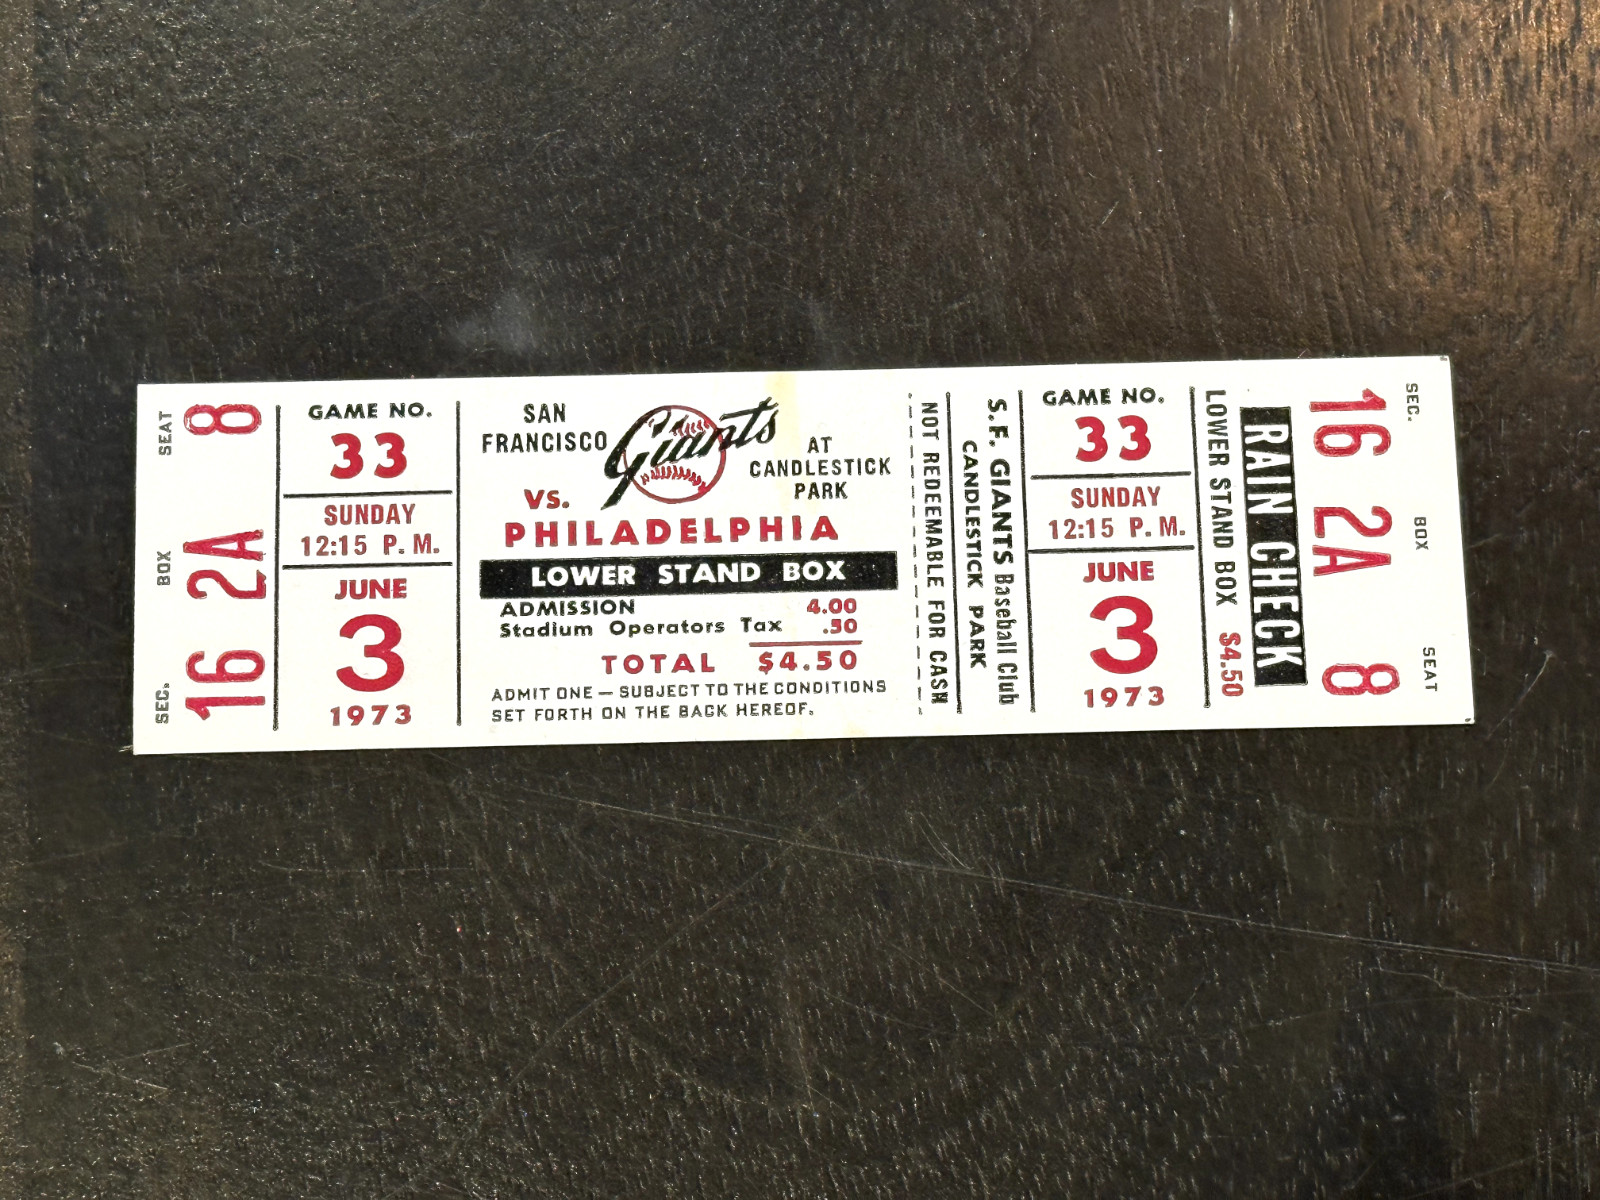 SEAT 8
BOX 2A
SEC. 16
GAME NO.
33
SUNDAY
12:15 P. M.
JUNE
3
1973
SAN
FRANCISCO
Giants
AT
CANDLESTICK
PARK
VS.
PHILADELPHIA
LOWER STAND BOX
ADMISSION 4.00
Stadium Operators Tax .50
TOTAL $4.50
ADMIT ONE — SUBJECT TO THE CONDITIONS
SET FORTH ON THE BACK HEREOF.
NOT REDEEMABLE FOR CASH
S. F. GIANTS Baseball Club
CANDLESTICK PARK
GAME NO.
33
SUNDAY
12:15 P. M.
JUNE
3
1973
LOWER STAND BOX $4.50
RAIN CHECK
SEC. 16
BOX 2A
SEAT 8